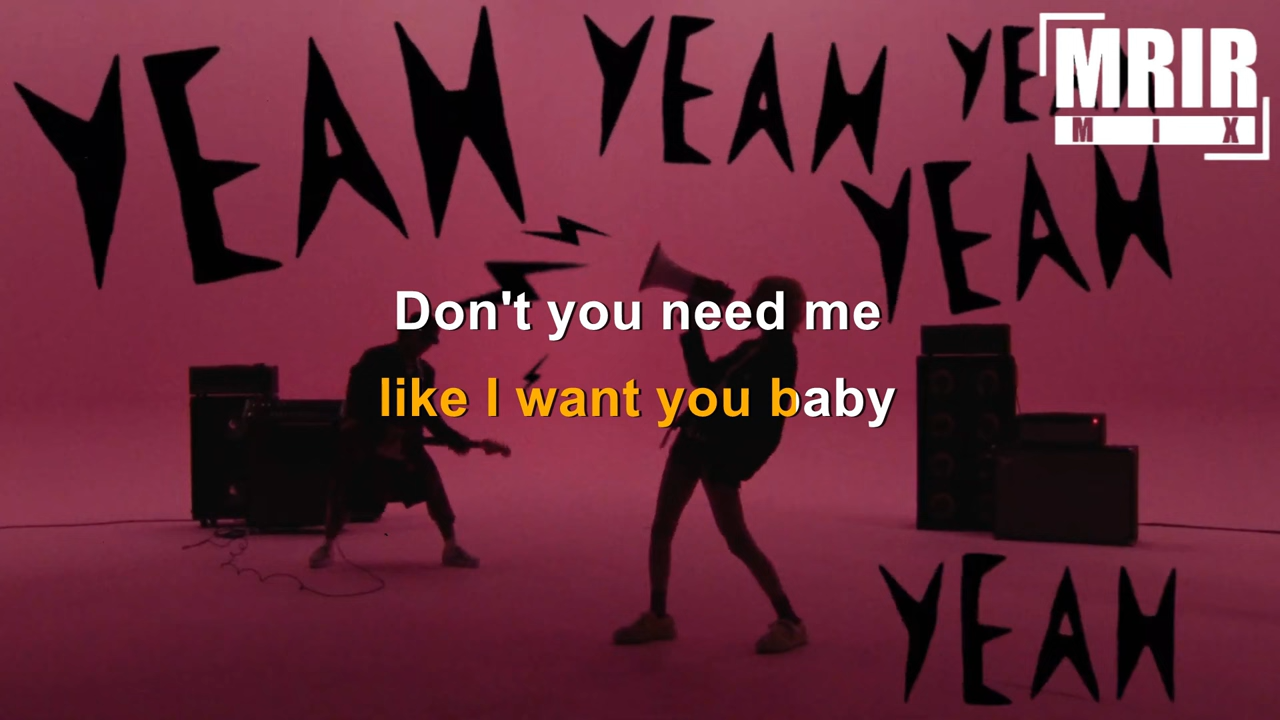 YEAH YEAH YEAH
MRIR
MIX
YEAH
Don't you need me
like I want you baby
YEAH